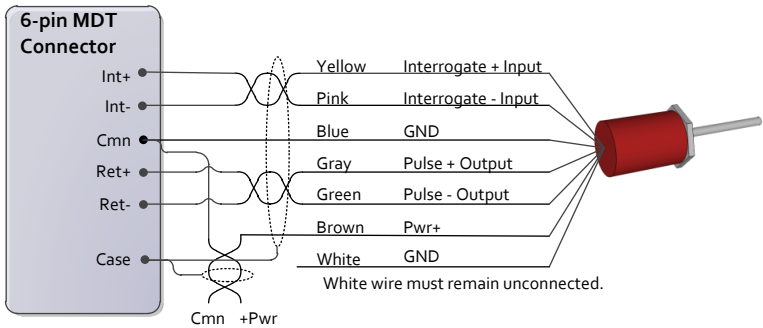 6-pin MDT
Connector
Int+ Yellow Interrogate + Input
Int- Pink Interrogate - Input
Cmn Blue GND
Ret+ Gray Pulse + Output
Ret- Green Pulse - Output
Brown Pwr+
Case White GND
White wire must remain unconnected.
Cmn +Pwr